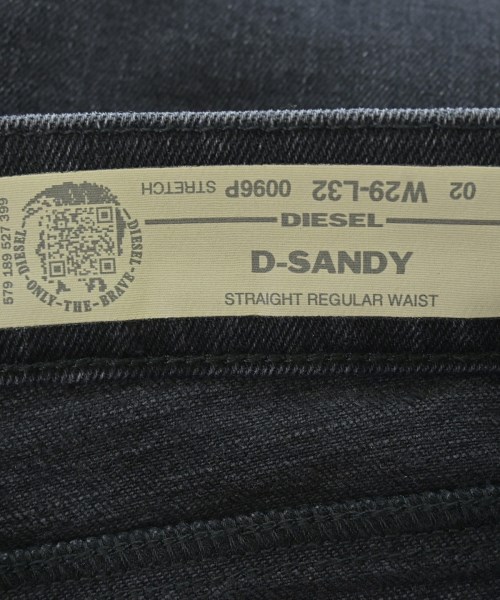 02 W29-L32 0096P STRETCH
DIESEL
D-SANDY
STRAIGHT REGULAR WAIST
DIESEL
ONLY-THE-BRAVE
DIESEL
579 189 527 399